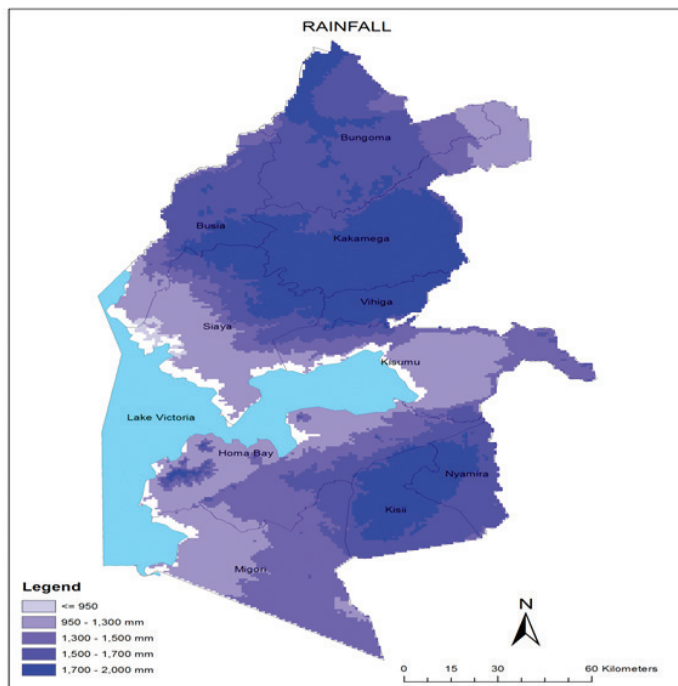 RAINFALL
Bungoma
Busia
Kakamega
Vihiga
Siaya
Kisumu
Lake Victoria
Homa Bay
Nyamira
Kisii
Migori
Legend
<= 950
950 - 1,300 mm
1,300 - 1,500 mm
1,500 - 1,700 mm
1,700 - 2,000 mm
N
0 15 30 60 Kilometers